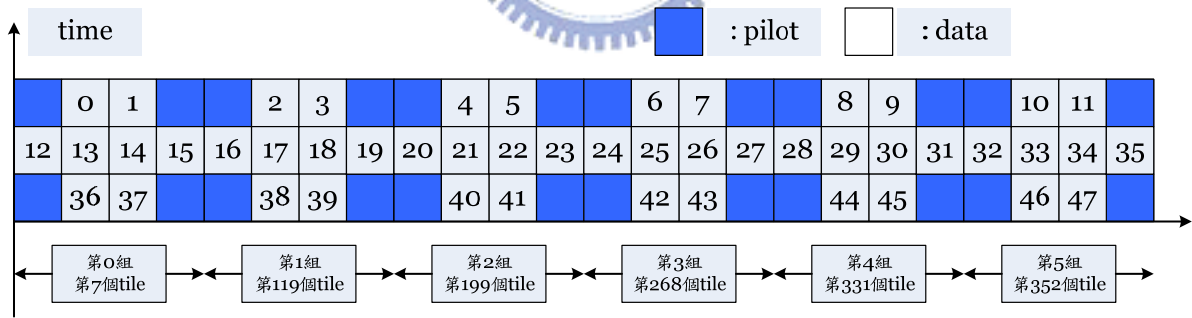 time
: pilot
: data
0 1 2 3 4 5 6 7 8 9 10 11
12 13 14 15 16 17 18 19 20 21 22 23 24 25 26 27 28 29 30 31 32 33 34 35
36 37 38 39 40 41 42 43 44 45 46 47
第0組
第7個tile
第1組
第119個tile
第2組
第199個tile
第3組
第268個tile
第4組
第331個tile
第5組
第352個tile